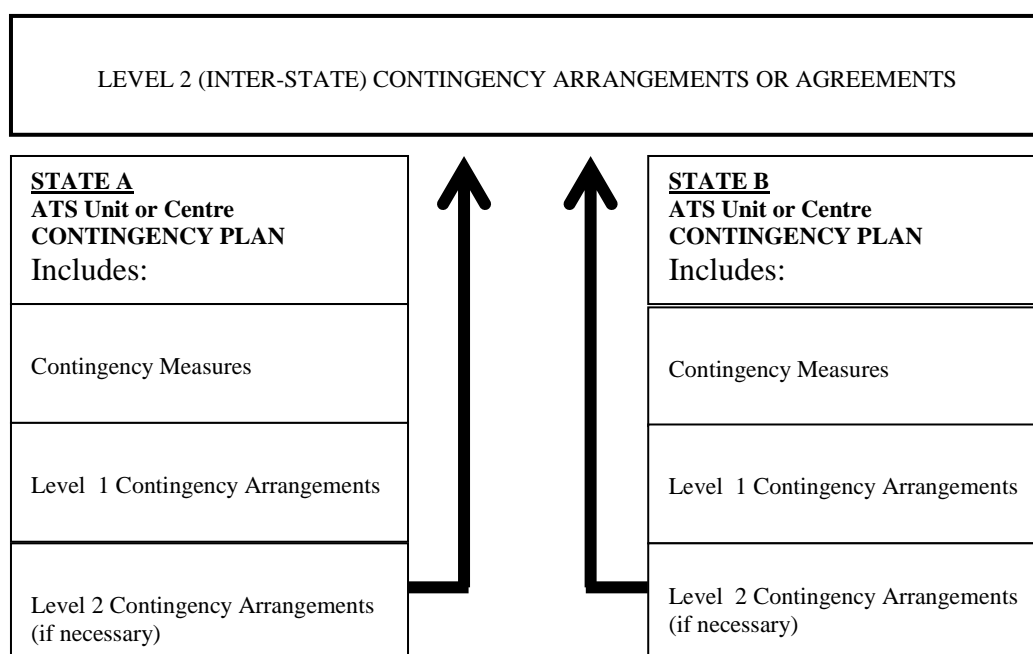 LEVEL 2 (INTER-STATE) CONTINGENCY ARRANGEMENTS OR AGREEMENTS
STATE A
ATS Unit or Centre
CONTINGENCY PLAN
Includes:
Contingency Measures
Level 1 Contingency Arrangements
Level 2 Contingency Arrangements
(if necessary)
STATE B
ATS Unit or Centre
CONTINGENCY PLAN
Includes:
Contingency Measures
Level 1 Contingency Arrangements
Level 2 Contingency Arrangements
(if necessary)